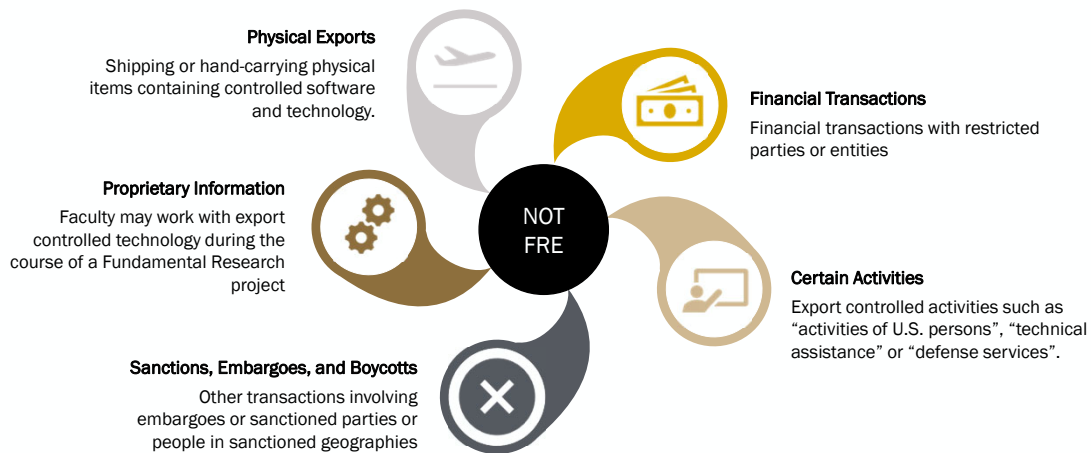 Physical Exports
Shipping or hand-carrying physical
items containing controlled software
and technology.
Financial Transactions
Financial transactions with restricted
parties or entities
Proprietary Information
Faculty may work with export
controlled technology during the
course of a Fundamental Research
project
NOT
FRE
Certain Activities
Export controlled activities such as
“activities of U.S. persons”, “technical
assistance” or “defense services”.
Sanctions, Embargoes, and Boycotts
Other transactions involving
embargoes or sanctioned parties or
people in sanctioned geographies